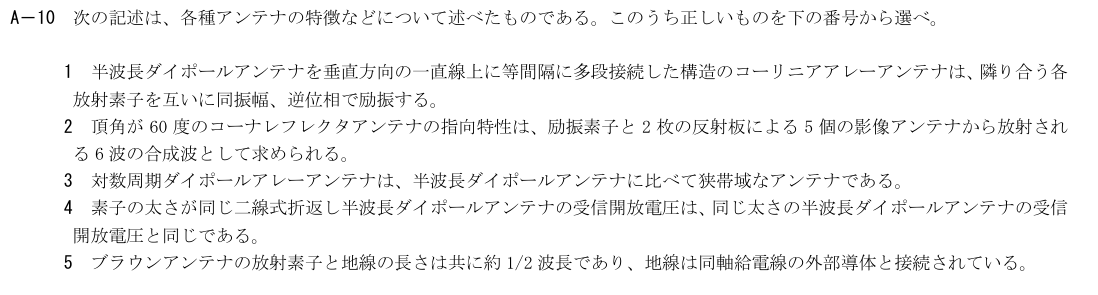 A－10 次の記述は、各種アンテナの特徴などについて述べたものである。このうち正しいものを下の番号から選べ。
1 半波長ダイポールアンテナを垂直方向の一直線上に等間隔に多段接続した構造のコーリニアアレーアンテナは、隣り合う各
放射素子を互いに同振幅、逆位相で励振する。
2 頂角が 60 度のコーナレフレクタアンテナの指向特性は、励振素子と 2 枚の反射板による 5 個の影像アンテナから放射され
る 6 波の合成波として求められる。
3 対数周期ダイポールアレーアンテナは、半波長ダイポールアンテナに比べて狭帯域なアンテナである。
4 素子の太さが同じ二線式折返し半波長ダイポールアンテナの受信開放電圧は、同じ太さの半波長ダイポールアンテナの受信
開放電圧と同じである。
5 ブラウンアンテナの放射素子と地線の長さは共に約 1/2 波長であり、地線は同軸給電線の外部導体と接続されている。